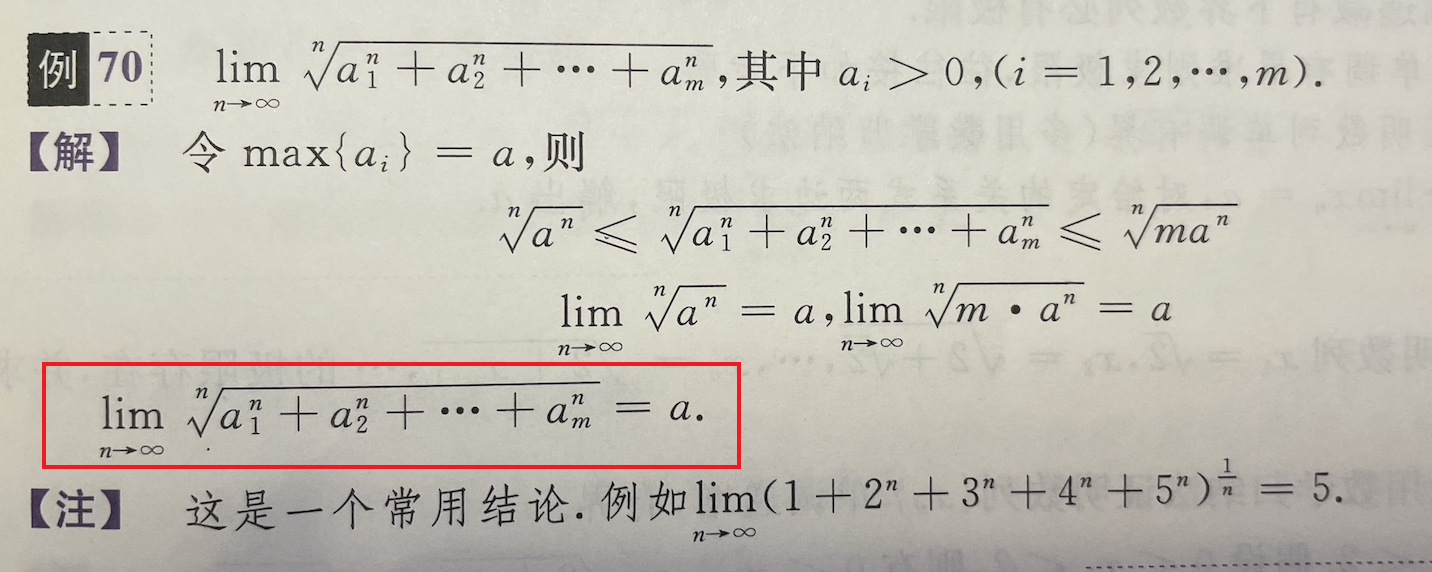 例 70 $\lim_{n\to\infty} \sqrt[n]{a_1^n + a_2^n + \cdots + a_m^n}$,其中 $a_i > 0$,$(i = 1,2,\cdots,m)$.
【解】 令 $\max\{a_i\} = a$,则
$\sqrt[n]{a^n} \leqslant \sqrt[n]{a_1^n + a_2^n + \cdots + a_m^n} \leqslant \sqrt[n]{ma^n}$
$\lim_{n\to\infty} \sqrt[n]{a^n} = a$,$\lim_{n\to\infty} \sqrt[n]{m \cdot a^n} = a$
$\lim_{n\to\infty} \sqrt[n]{a_1^n + a_2^n + \cdots + a_m^n} = a$.
【注】 这是一个常用结论.例如$\lim_{n\to\infty}(1 + 2^n + 3^n + 4^n + 5^n)^{\frac{1}{n}} = 5$.